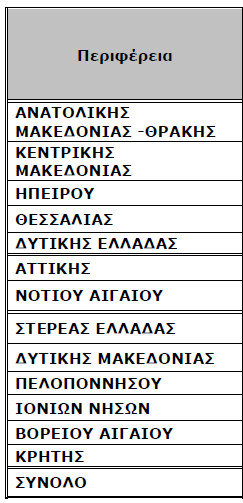 Περιφέρεια
ΑΝΑΤΟΛΙΚΗΣ
ΜΑΚΕΔΟΝΙΑΣ -ΘΡΑΚΗΣ
ΚΕΝΤΡΙΚΗΣ
ΜΑΚΕΔΟΝΙΑΣ
ΗΠΕΙΡΟΥ
ΘΕΣΣΑΛΙΑΣ
ΔΥΤΙΚΗΣ ΕΛΛΑΔΑΣ
ΑΤΤΙΚΗΣ
ΝΟΤΙΟΥ ΑΙΓΑΙΟΥ
ΣΤΕΡΕΑΣ ΕΛΛΑΔΑΣ
ΔΥΤΙΚΗΣ ΜΑΚΕΔΟΝΙΑΣ
ΠΕΛΟΠΟΝΝΗΣΟΥ
ΙΟΝΙΩΝ ΝΗΣΩΝ
ΒΟΡΕΙΟΥ ΑΙΓΑΙΟΥ
ΚΡΗΤΗΣ
ΣΥΝΟΛΟ